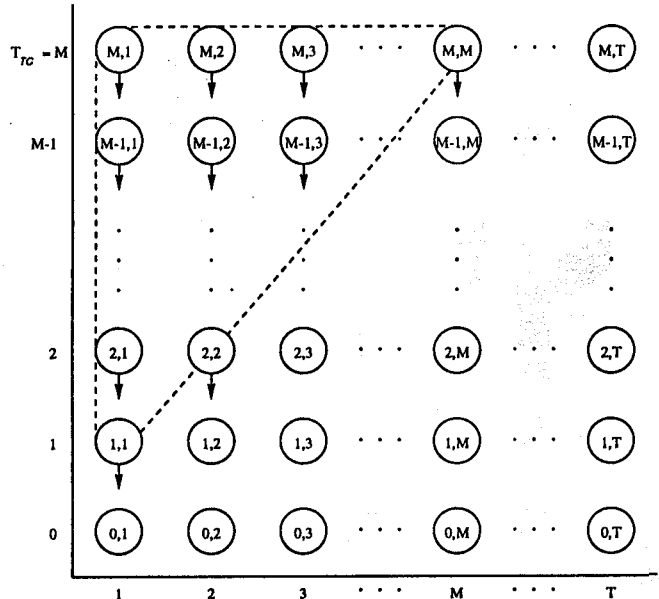 T_TG = M M,1 M,2 M,3 · · · M,M · · · M,T
M-1 M-1,1 M-1,2 M-1,3 · · · M-1,M · · · M-1,T
2 2,1 2,2 2,3 · · · 2,M · · · 2,T
1 1,1 1,2 1,3 · · · 1,M · · · 1,T
0 0,1 0,2 0,3 · · · 0,M · · · 0,T
1 2 3 · · · M · · · T